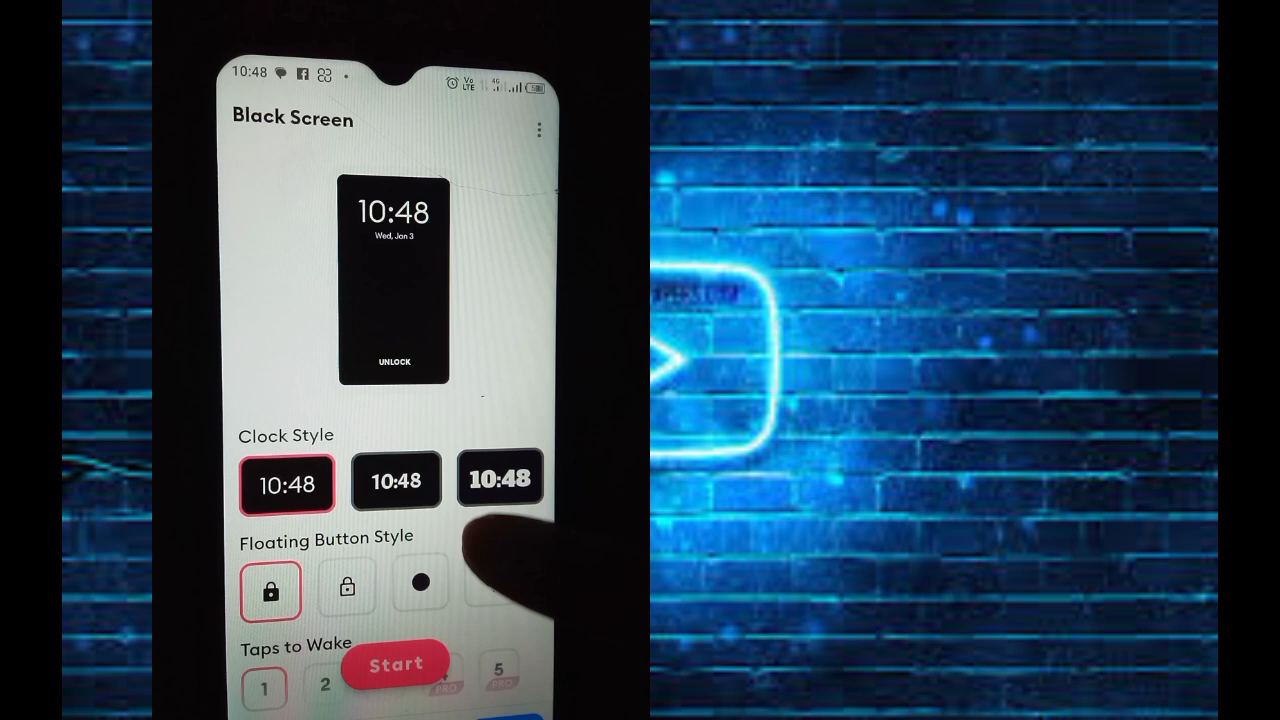 10:48
Vo
LTE
4G
Black Screen
10:48
Wed, Jan 3
UNLOCK
Clock Style
10:48
10:48
10:48
Floating Button Style
Taps to Wake
Start
1
2
PRO
5
PRO